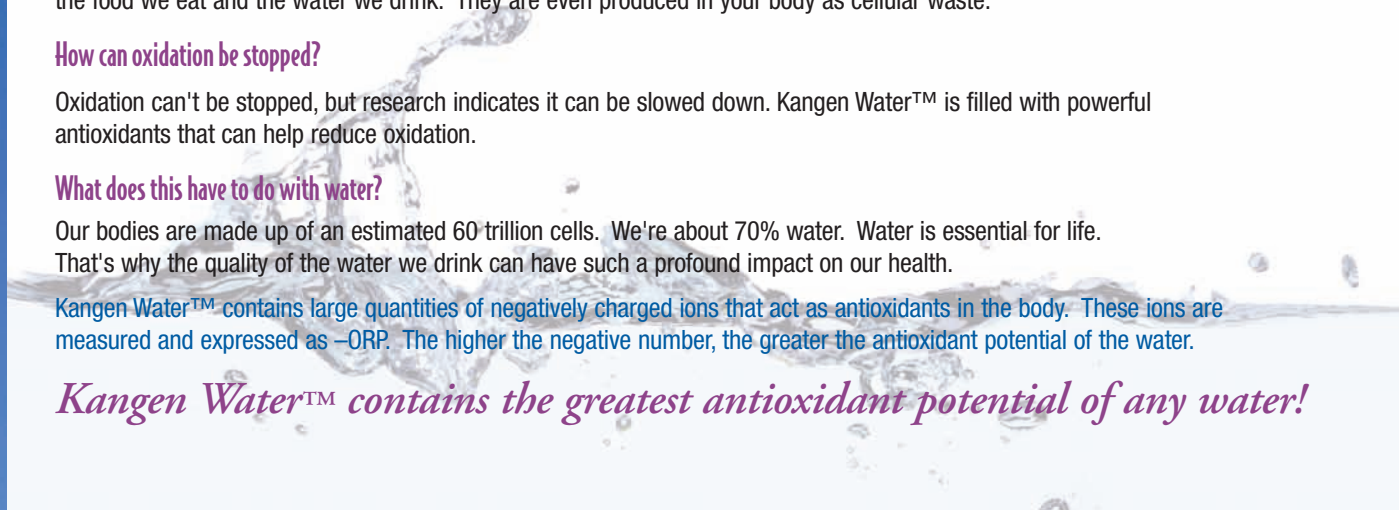 the food we eat and the water we drink.  They are even produced in your body as cellular waste.
How can oxidation be stopped?
Oxidation can't be stopped, but research indicates it can be slowed down. Kangen Water™ is filled with powerful
antioxidants that can help reduce oxidation.
What does this have to do with water?
Our bodies are made up of an estimated 60 trillion cells.  We're about 70% water.  Water is essential for life.
That's why the quality of the water we drink can have such a profound impact on our health.
Kangen Water™ contains large quantities of negatively charged ions that act as antioxidants in the body.  These ions are
measured and expressed as –ORP.  The higher the negative number, the greater the antioxidant potential of the water.
Kangen Water™ contains the greatest antioxidant potential of any water!